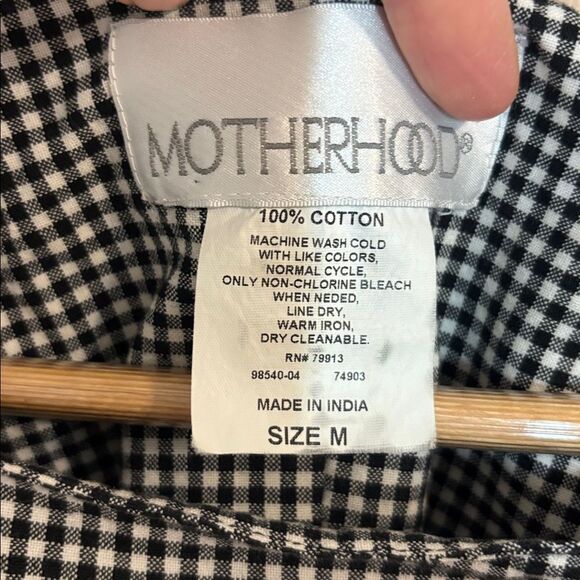 MOTHERHOOD®
100% COTTON
MACHINE WASH COLD
WITH LIKE COLORS,
NORMAL CYCLE,
ONLY NON-CHLORINE BLEACH
WHEN NEDED,
LINE DRY,
WARM IRON,
DRY CLEANABLE.
RN# 79913
98540-04 74903
MADE IN INDIA
SIZE M